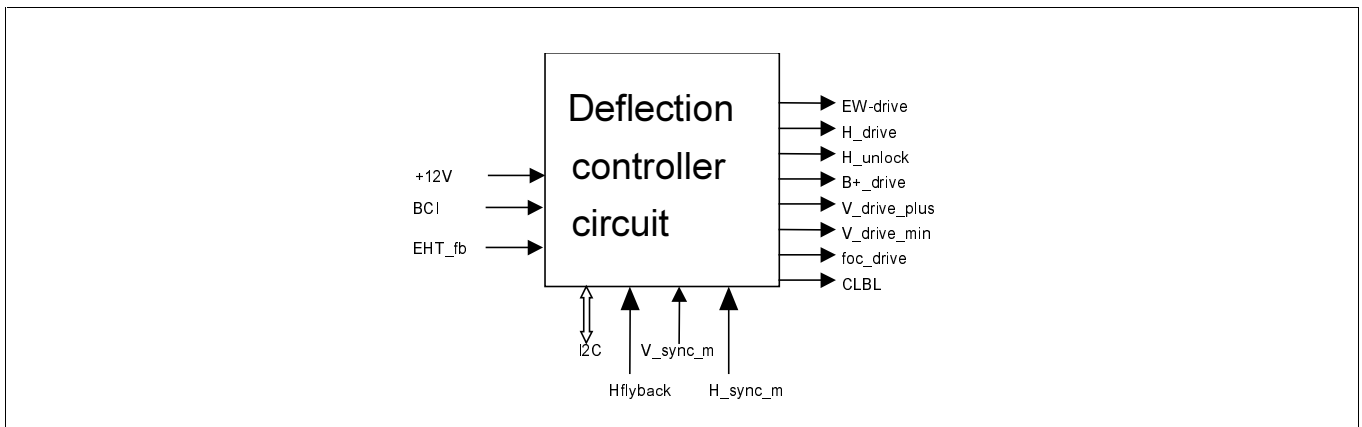 Deflection
controller
circuit
+12V
BCI
EHT_fb
EW-drive
H_drive
H_unlock
B+_drive
V_drive_plus
V_drive_min
foc_drive
CLBL
I2C
V_sync_m
Hflyback
H_sync_m